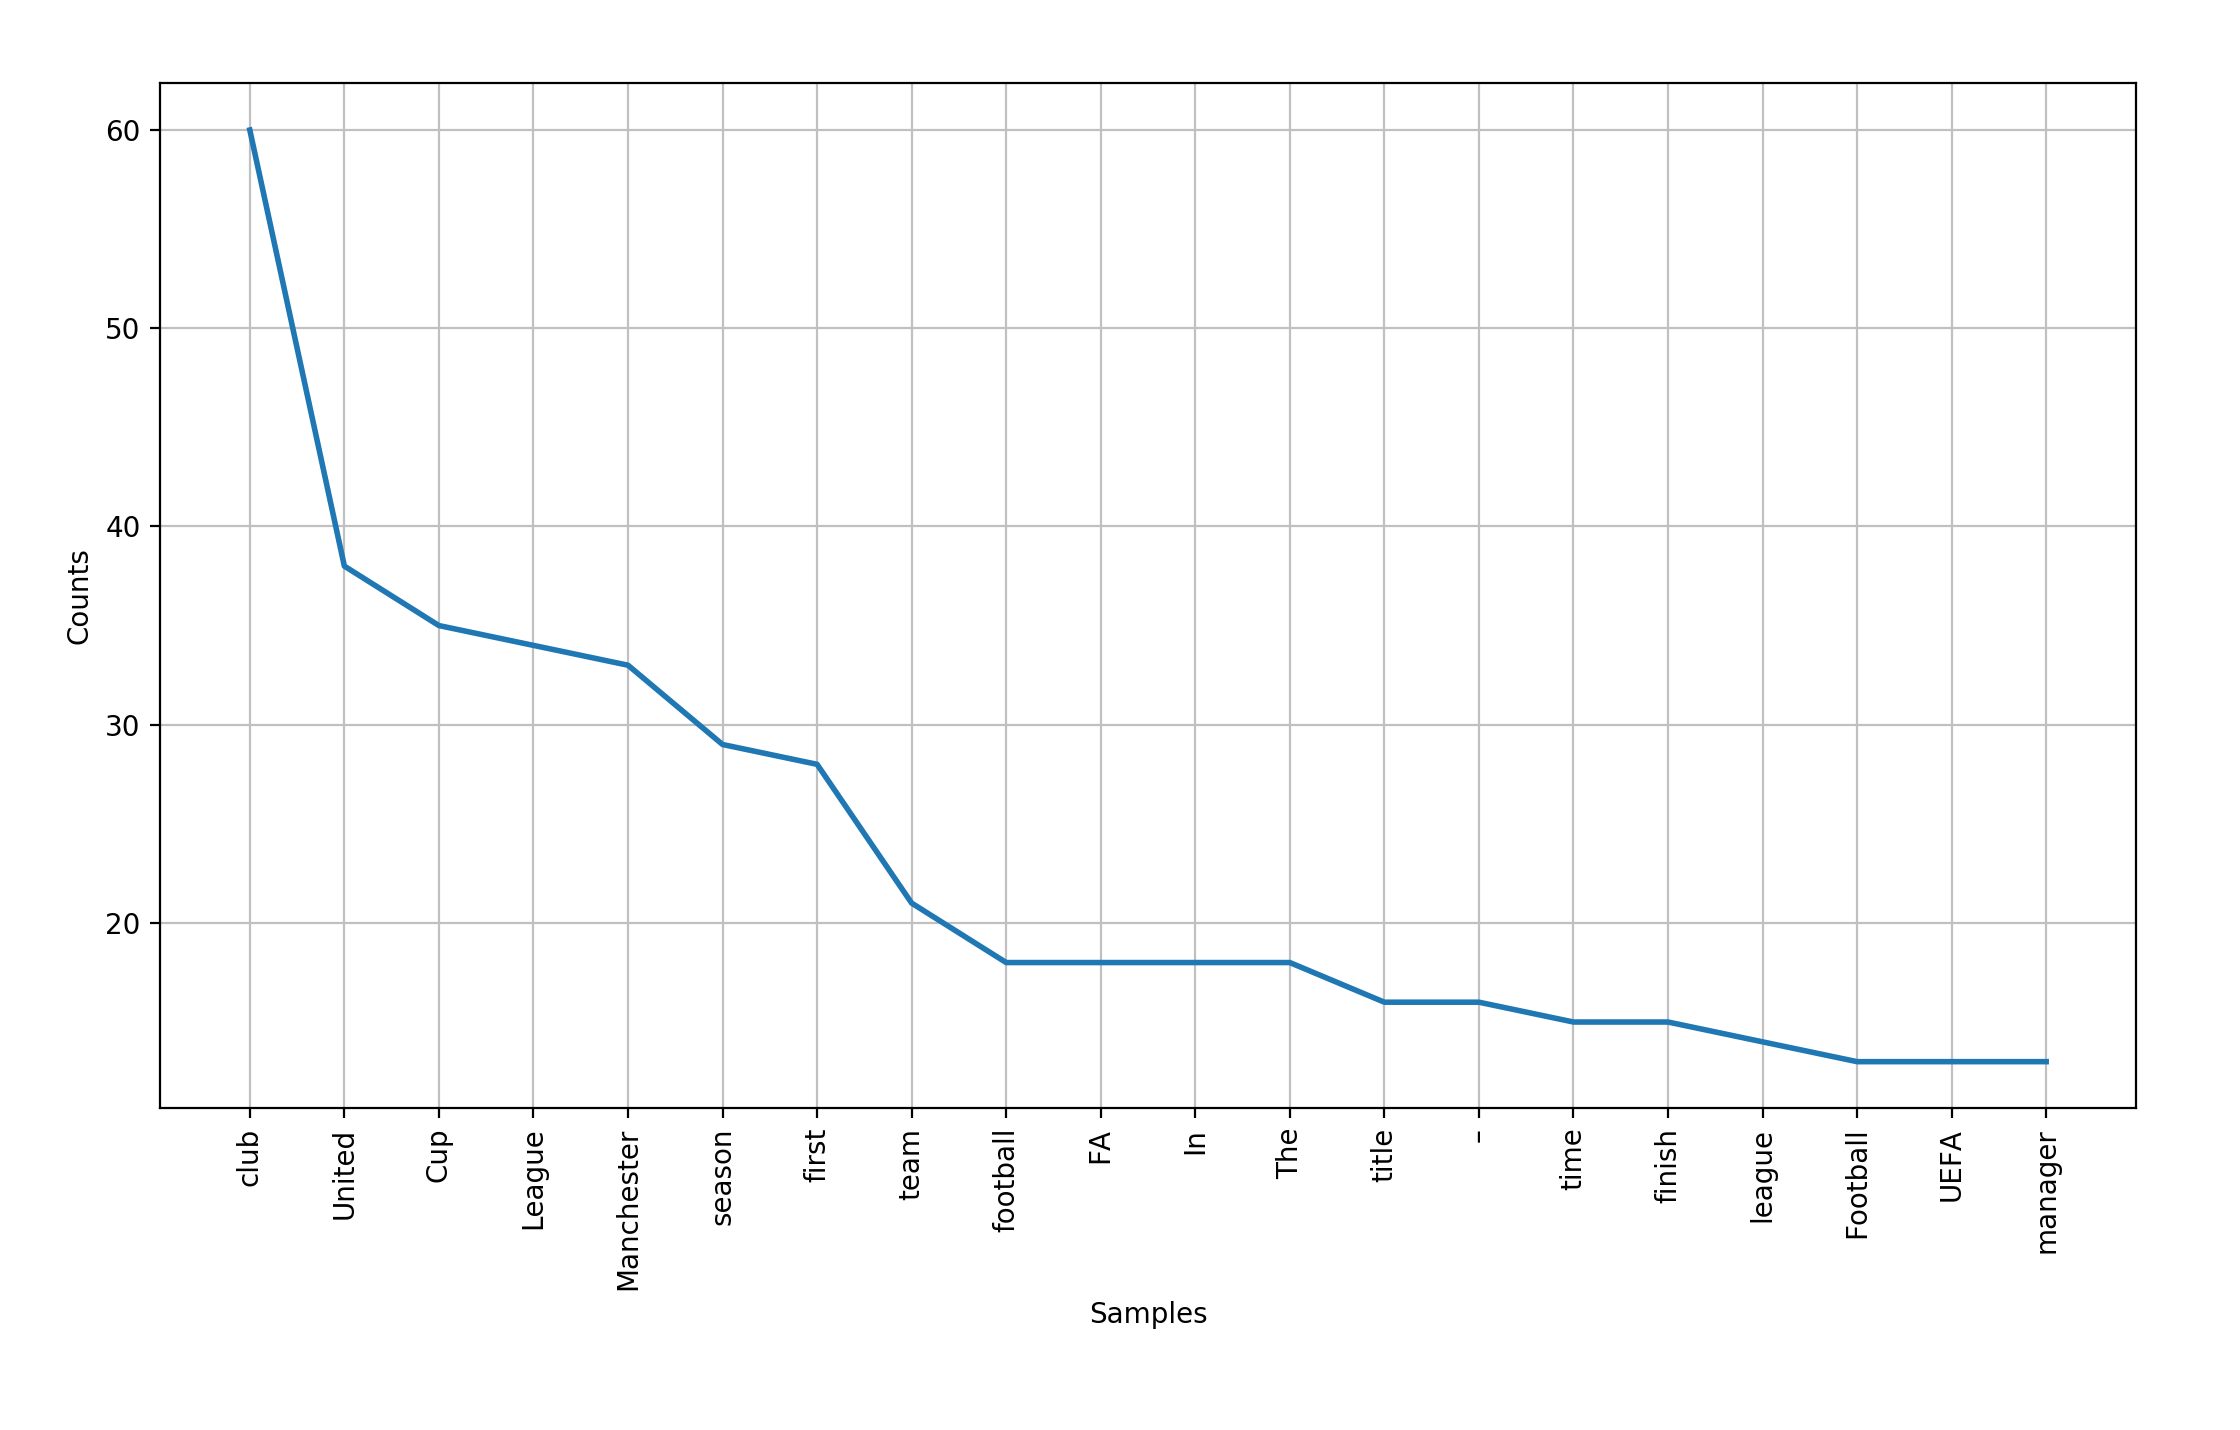 60
50
40
30
20
Counts
club
United
Cup
League
Manchester
season
first
team
football
FA
In
The
title
–
time
finish
league
Football
UEFA
manager
Samples